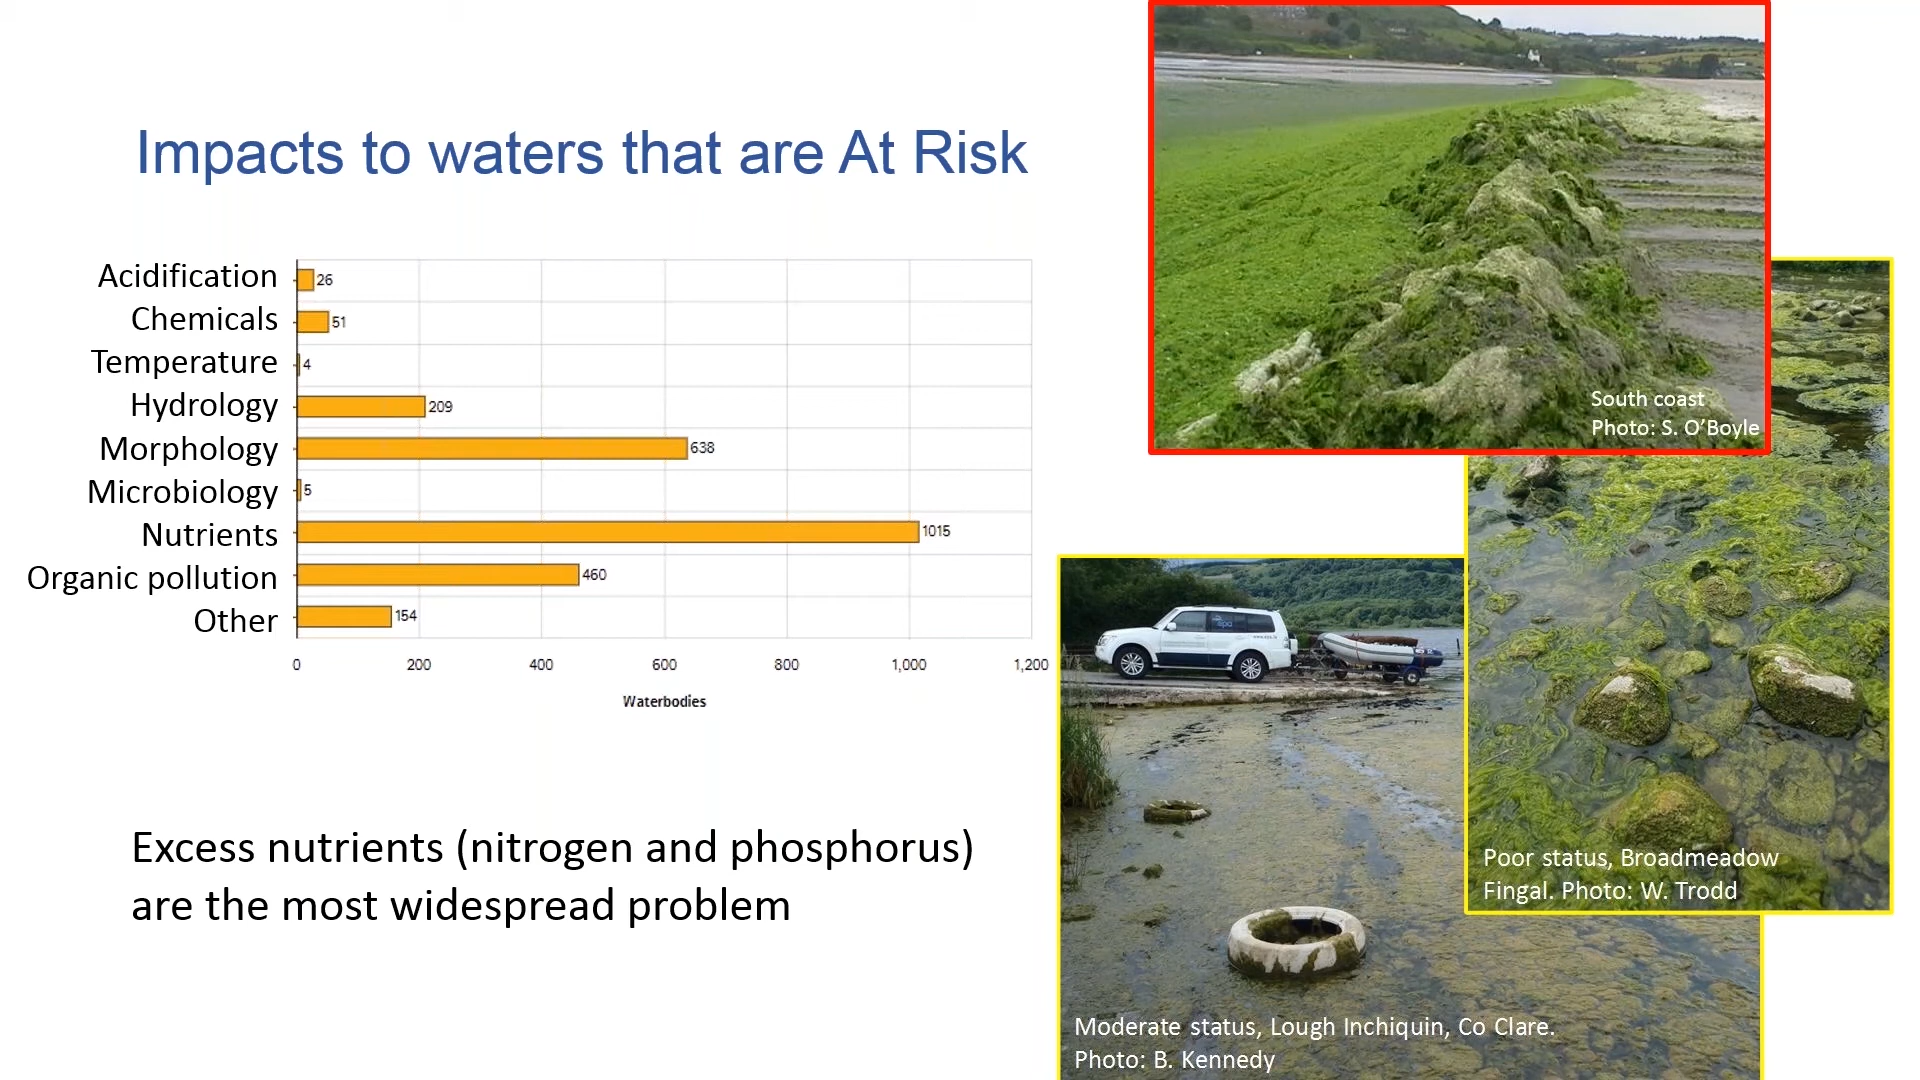 Impacts to waters that are At Risk
Acidification 26
Chemicals 51
Temperature 4
Hydrology 209
Morphology 638
Microbiology 5
Nutrients 1015
Organic pollution 460
Other 154
0 200 400 600 800 1,000 1,200
Waterbodies
Excess nutrients (nitrogen and phosphorus)
are the most widespread problem
South coast
Photo: S. O’Boyle
Poor status, Broadmeadow
Fingal. Photo: W. Trodd
epa
Moderate status, Lough Inchiquin, Co Clare.
Photo: B. Kennedy